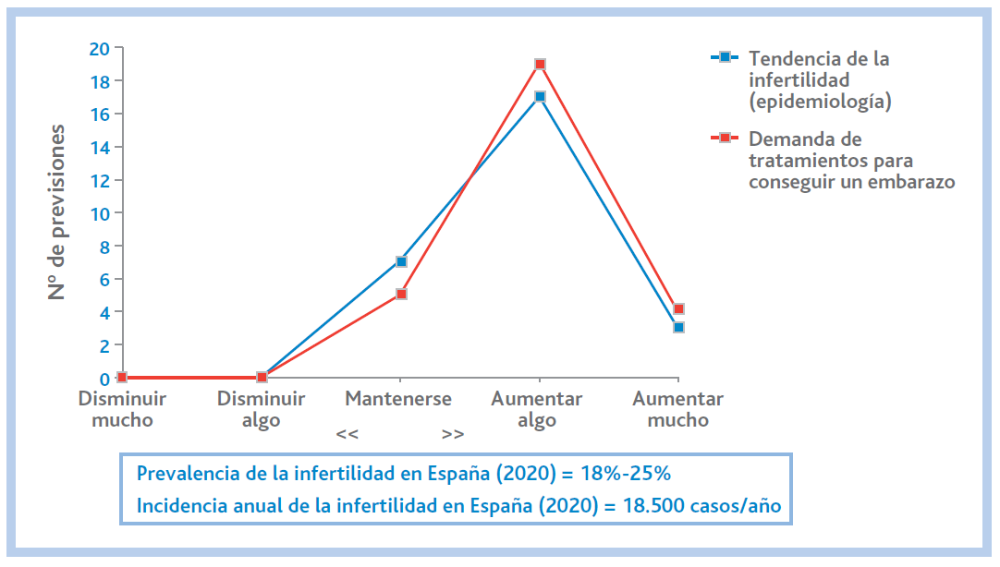 20
18
16
14
12
10
8
6
4
2
0
Nº de previsiones
Disminuir
mucho
Disminuir
algo
Mantenerse
<< >>
Aumentar
algo
Aumentar
mucho
Tendencia de la
infertilidad
(epidemiología)
Demanda de
tratamientos para
conseguir un embarazo
Prevalencia de la infertilidad en España (2020) = 18%-25%
Incidencia anual de la infertilidad en España (2020) = 18.500 casos/año